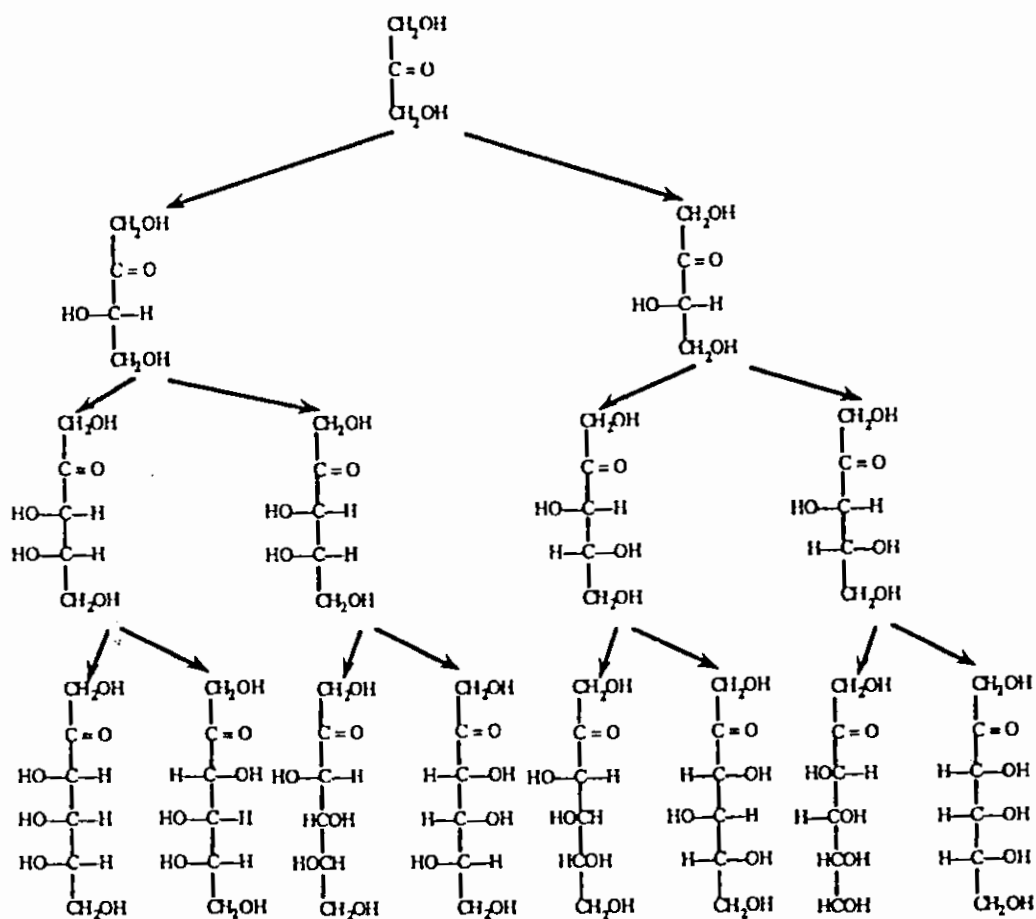 CH₂OH
C=O
CH₂OH
CH₂OH CH₂OH
C=O C=O
HO—C—H HO—C—H
CH₂OH CH₂OH
CH₂OH CH₂OH CH₂OH CH₂OH
C=O C=O C=O C=O
HO—C—H HO—C—H HO—C—H HO—C—H
HO—C—H HO—C—H H—C—OH H—C—OH
CH₂OH CH₂OH CH₂OH CH₂OH
CH₂OH CH₂OH CH₂OH CH₂OH CH₂OH CH₂OH CH₂OH CH₂OH
C=O C=O C=O C=O C=O C=O C=O C=O
HO—C—H H—C—OH HO—C—H H—C—OH HO—C—H H—C—OH HO—C—H H—C—OH
HO—C—H HO—C—H HCOH H—C—OH HOCH HO—C—H H—C—OH H—C—OH
HO—C—H HO—C—H HOCH HO—C—H HCOH H—C—OH HCOH H—C—OH
CH₂OH CH₂OH CH₂OH CH₂OH CH₂OH CH₂OH HCOH CH₂OH